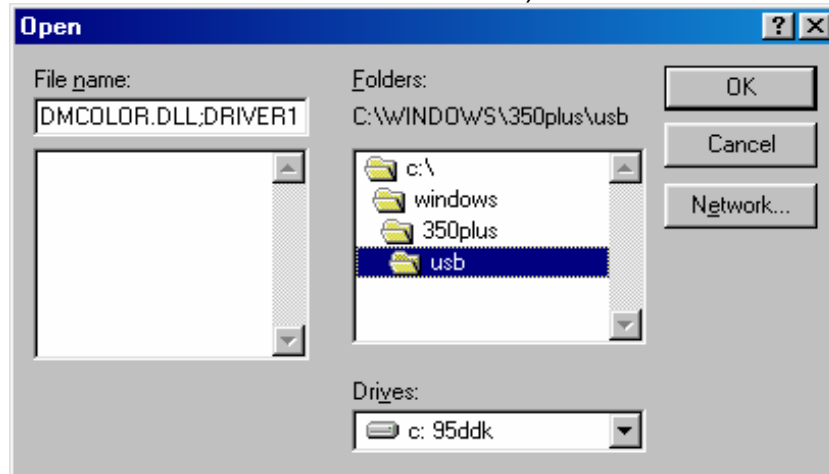 Open
File name:
DMCOLOR.DLL;DRIVER1
Folders:
C:\WINDOWS\350plus\usb
c:\
windows
350plus
usb
Drives:
c: 95ddk
OK
Cancel
Network...